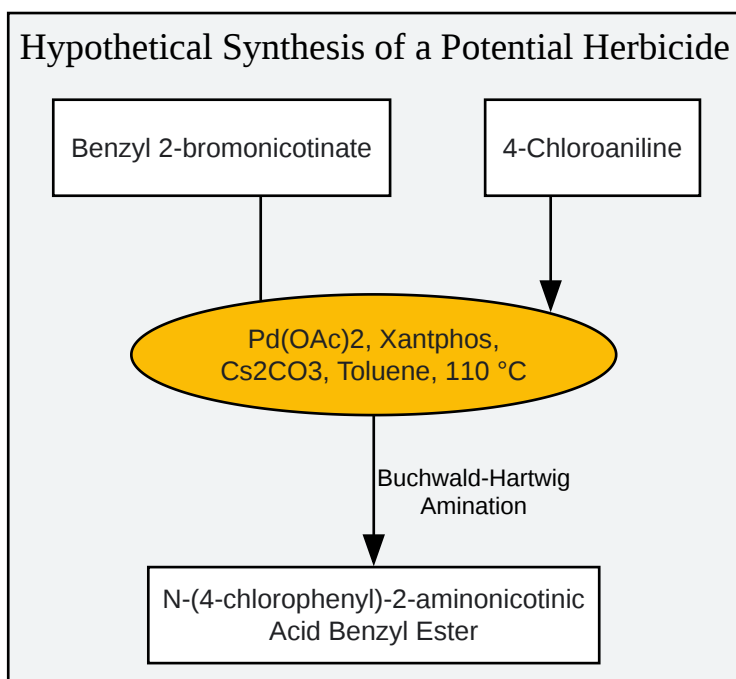 Hypothetical Synthesis of a Potential Herbicide
Benzyl 2-bromonicotinate
4-Chloroaniline
Pd(OAc)2, Xantphos,
Cs2CO3, Toluene, 110 °C
Buchwald-Hartwig
Amination
N-(4-chlorophenyl)-2-aminonicotinic
Acid Benzyl Ester